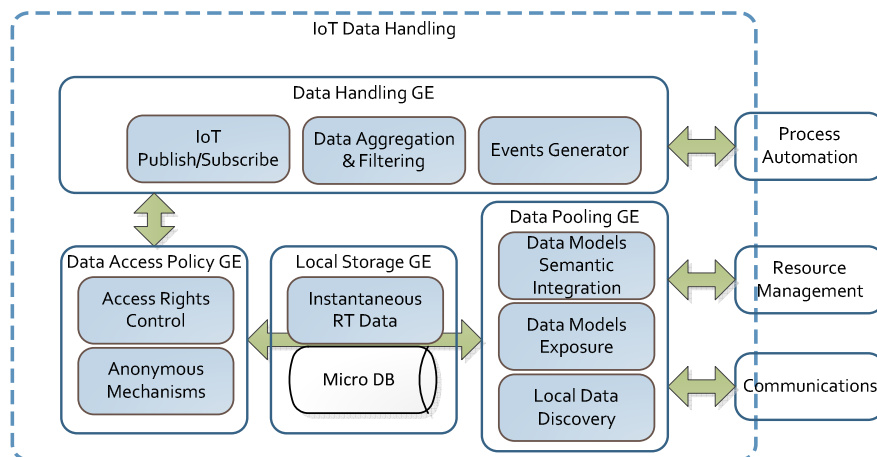 IoT Data Handling
Data Handling GE
IoT
Publish/Subscribe
Data Aggregation
& Filtering
Events Generator
Process
Automation
Data Access Policy GE
Access Rights
Control
Anonymous
Mechanisms
Local Storage GE
Instantaneous
RT Data
Micro DB
Data Pooling GE
Data Models
Semantic
Integration
Data Models
Exposure
Local Data
Discovery
Resource
Management
Communications